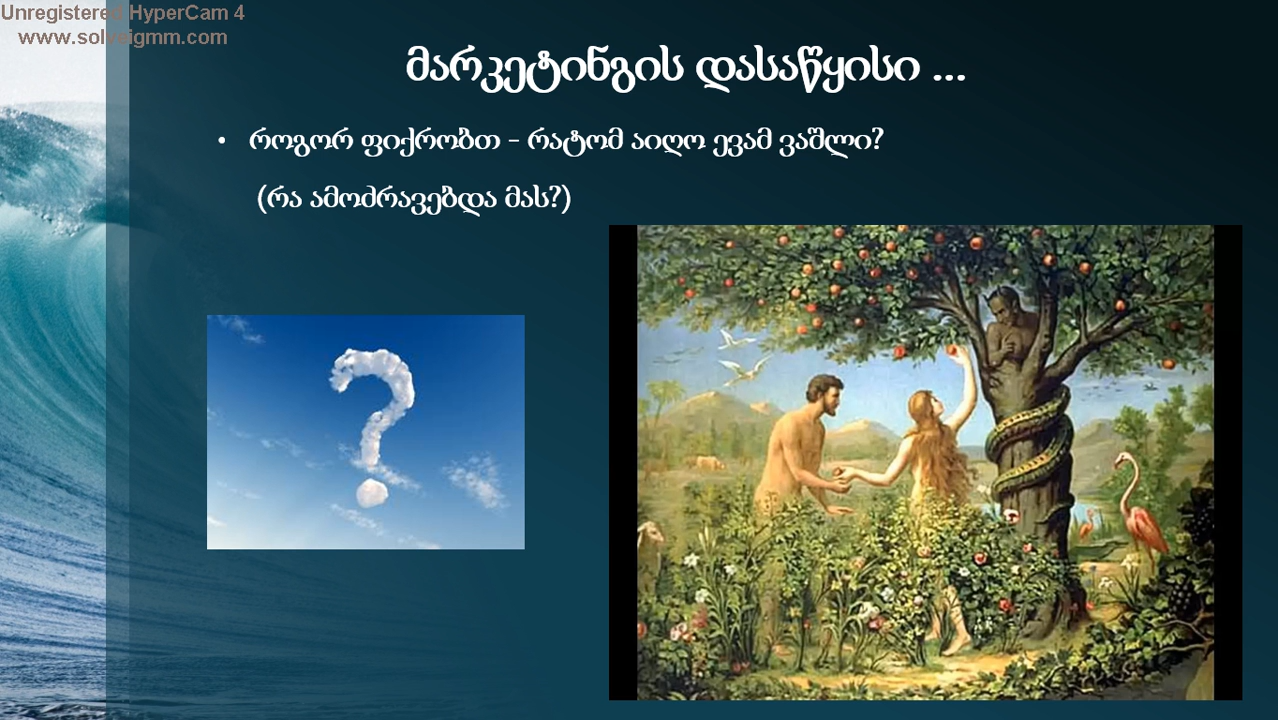 Unregistered HyperCam 4
www.solveigmm.com
მარკეტინგის დასაწყისი ...
• როგორ ფიქრობთ - რატომ აიღო ევამ ვაშლი?
(რა ამოძრავებდა მას?)